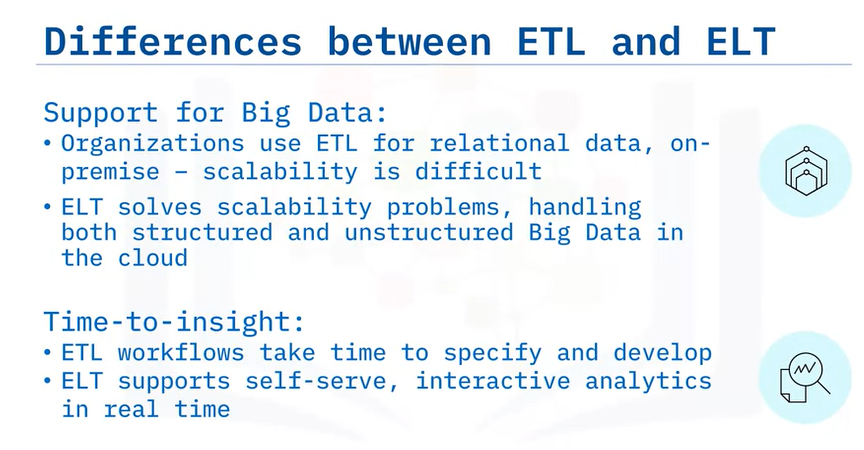 Differences between ETL and ELT
Support for Big Data:
• Organizations use ETL for relational data, on-
premise – scalability is difficult
• ELT solves scalability problems, handling
both structured and unstructured Big Data in
the cloud
Time-to-insight:
• ETL workflows take time to specify and develop
• ELT supports self-serve, interactive analytics
in real time